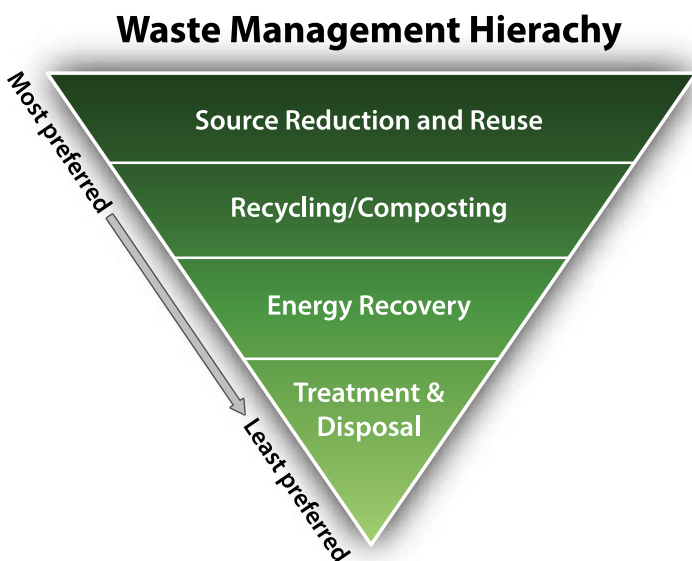 Waste Management Hierachy
Most preferred
Source Reduction and Reuse
Recycling/Composting
Energy Recovery
Treatment &
Disposal
Least preferred